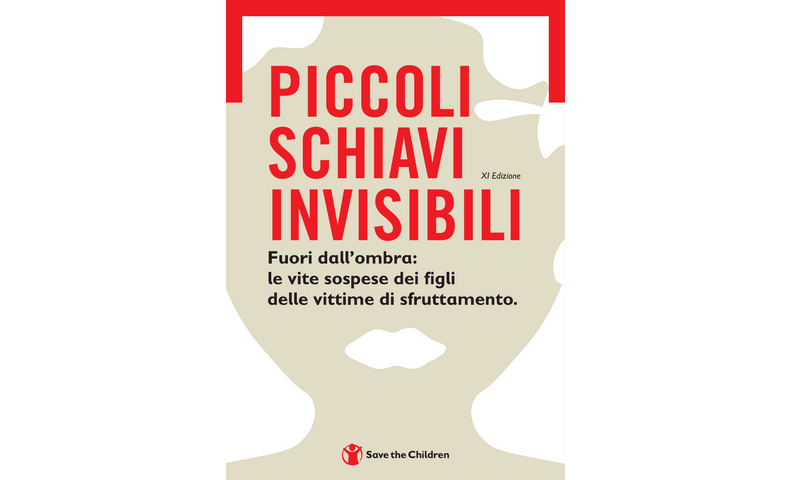 PICCOLI
SCHIAVI
XI Edizione
INVISIBILI
Fuori dall'ombra:
le vite sospese dei figli
delle vittime di sfruttamento.
Save the Children